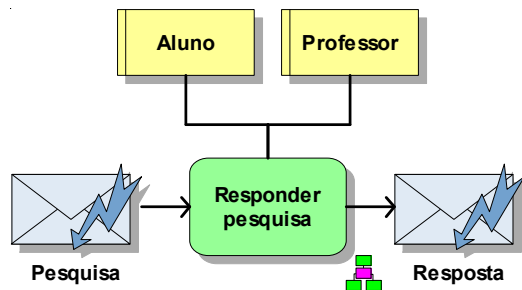 Aluno
Professor
Responder
pesquisa
Pesquisa
Resposta